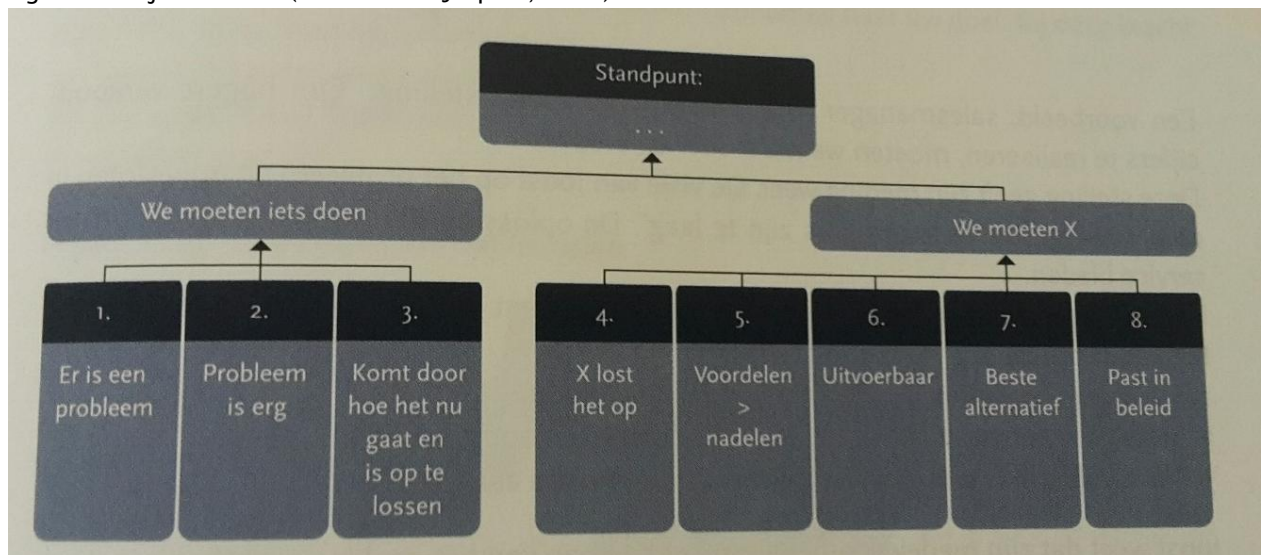 Standpunt:
...
We moeten iets doen
We moeten X
1.
Er is een
probleem
2.
Probleem
is erg
3.
Komt door
hoe het nu
gaat en
is op te
lossen
4.
X lost
het op
5.
Voordelen
>
nadelen
6.
Uitvoerbaar
7.
Beste
alternatief
8.
Past in
beleid